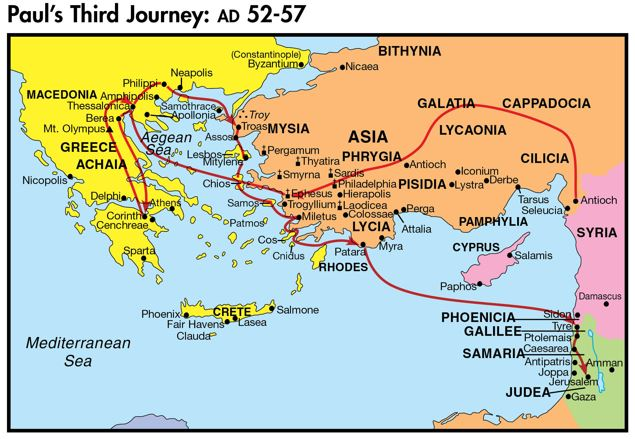 Paul's Third Journey: AD 52-57
(Constantinople)
Byzantium
BITHYNIA
Nicaea
Neapolis
Philippi
MACEDONIA
Amphipolis
Thessalonica
Samothrace
Apollonia
Berea
Mt. Olympus
Troy
Troas
MYSIA
GALATIA
CAPPADOCIA
LYCAONIA
ASIA
Aegean
Sea
Assos
GREECE
ACHAIA
Lesbos
Mitylene
Pergamum
Thyatira
PHRYGIA
Antioch
CILICIA
Smyrna
Sardis
Iconium
Nicopolis
Chios
Philadelphia
PISIDIA
Lystra
Derbe
Delphi
Athens
Ephesus
Hierapolis
Tarsus
Antioch
Samos
Trogyllium
Laodicea
Seleucia
Corinth
Cenchreae
Patmos
Miletus
Colossae
Perga
LYCIA
Attalia
PAMPHYLIA
SYRIA
Sparta
Cos
Cnidus
Patara
Myra
CYPRUS
Salamis
RHODES
Paphos
Damascus
CRETE
Phoenix
Salmone
Fair Havens
Lasea
Clauda
PHOENICIA
Sidon
Tyre
GALILEE
Ptolemais
Mediterranean
Sea
SAMARIA
Caesarea
Antipatris
Amman
Joppa
Jerusalem
JUDEA
Gaza